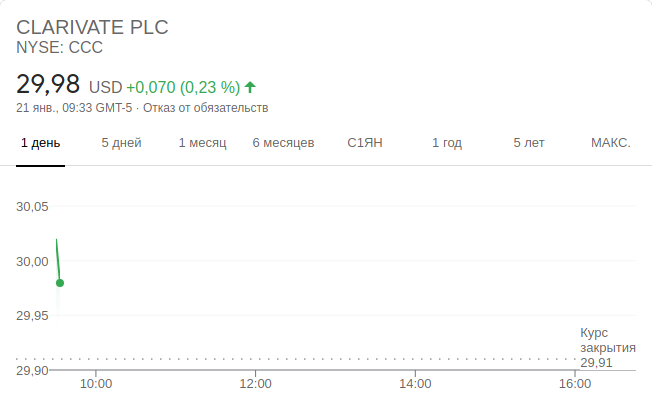 CLARIVATE PLC
NYSE: CCC
29,98 USD +0,070 (0,23 %)
21 янв., 09:33 GMT-5 · Отказ от обязательств
1 день 5 дней 1 месяц 6 месяцев С1ЯН 1 год 5 лет МАКС.
30,05
30,00
29,95
29,90
Курс
закрытия
29,91
10:00 12:00 14:00 16:00